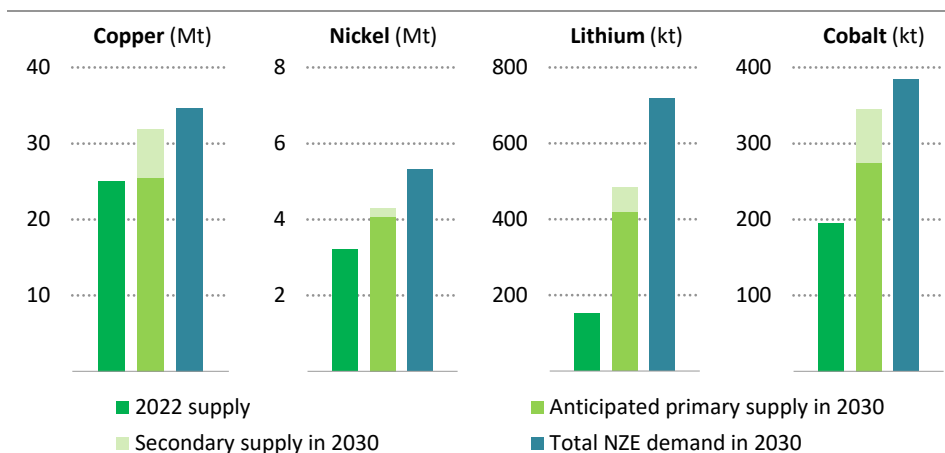 Copper (Mt) Nickel (Mt) Lithium (kt) Cobalt (kt)
40 8 800 400
30 6 600 300
20 4 400 200
10 2 200 100
2022 supply Anticipated primary supply in 2030
Secondary supply in 2030 Total NZE demand in 2030